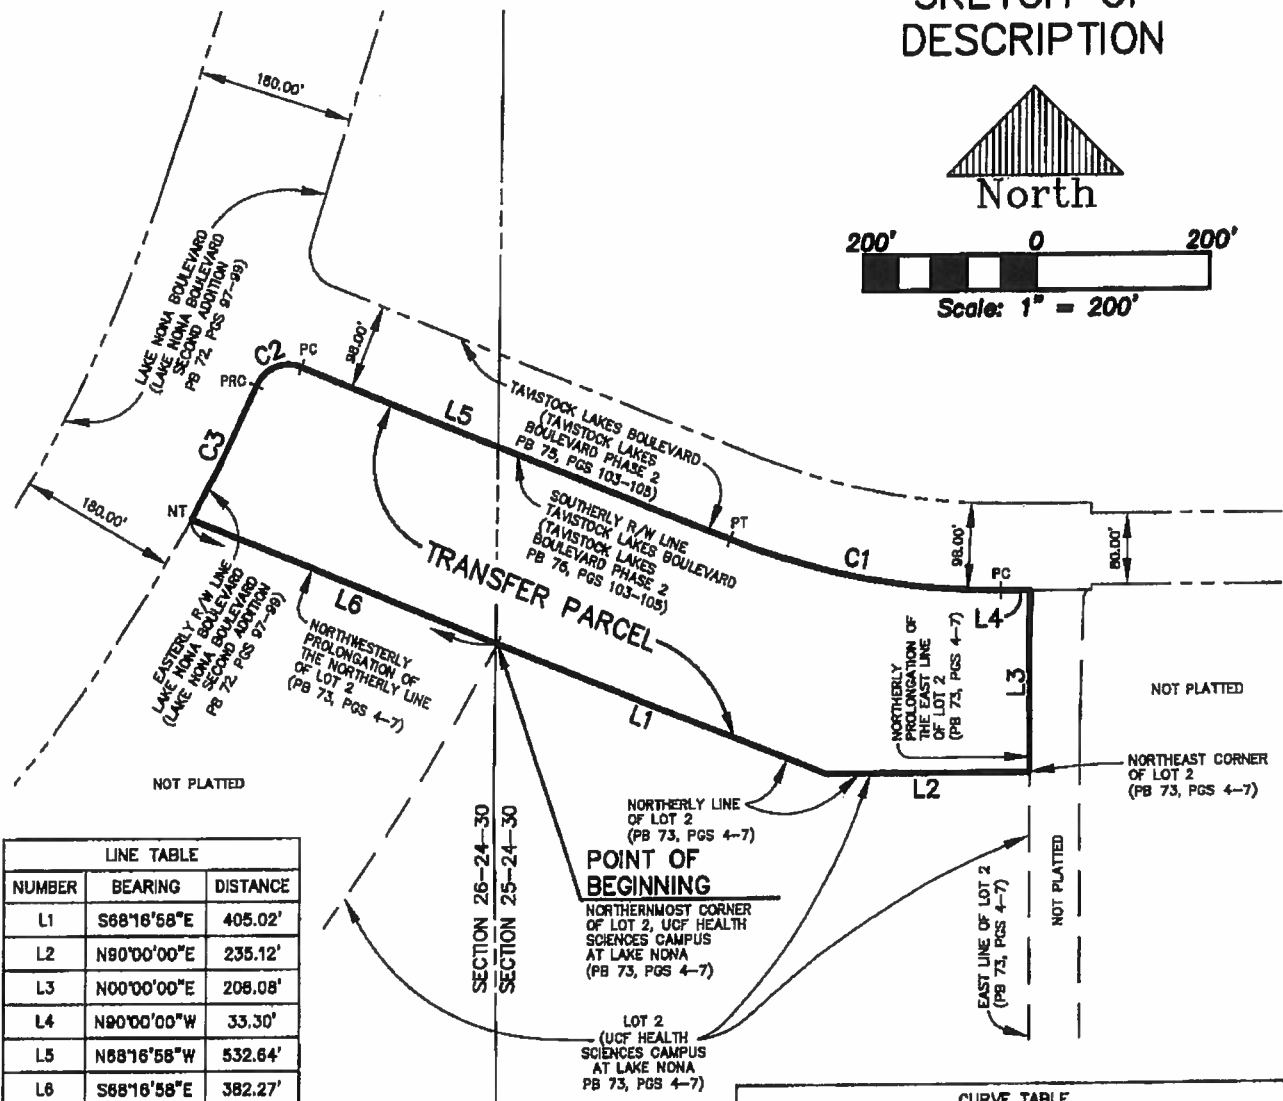 SKETCH OF
DESCRIPTION
North
200' 0 200'
Scale: 1" = 200'
180.00'
LAKE NONA BOULEVARD
(LAKE NONA BOULEVARD
SECOND ADDITION
PB 72, PGS 97-99)
C2
PC
PRC
98.00'
L5
C3
TAVISTOCK LAKES BOULEVARD
(TAVISTOCK LAKES
BOULEVARD PHASE 2
PB 75, PGS 103-105)
NT
180.00'
SOUTHERLY R/W LINE
TAVISTOCK LAKES BOULEVARD
(TAVISTOCK LAKES
BOULEVARD PHASE 2
PB 75, PGS 103-105)
PT
C1
98.00'
80.00'
PC
L4
TRANSFER PARCEL
L6
EASTERLY R/W LINE
LAKE NONA BOULEVARD
(LAKE NONA BOULEVARD
SECOND ADDITION
PB 72, PGS 97-99)
NORTHWESTERLY
PROLONGATION OF
THE NORTHERLY LINE
OF LOT 2
(PB 73, PGS 4-7)
NORTHERLY
PROLONGATION OF
THE EAST LINE
OF LOT 2
(PB 73, PGS 4-7)
L3
NOT PLATTED
L1
L2
NORTHEAST CORNER
OF LOT 2
(PB 73, PGS 4-7)
NOT PLATTED
NORTHERLY LINE
OF LOT 2
(PB 73, PGS 4-7)
SECTION 26-24-30
SECTION 25-24-30
POINT OF
BEGINNING
NORTHERNMOST CORNER
OF LOT 2, UCF HEALTH
SCIENCES CAMPUS
AT LAKE NONA
(PB 73, PGS 4-7)
EAST LINE OF LOT 2
(PB 73, PGS 4-7)
NOT PLATTED
LOT 2
(UCF HEALTH
SCIENCES CAMPUS
AT LAKE NONA
PB 73, PGS 4-7)
LINE TABLE
NUMBER BEARING DISTANCE
L1 S68°16'58"E 405.02'
L2 N90°00'00"E 235.12'
L3 N00°00'00"E 208.08'
L4 N90°00'00"W 33.30'
L5 N68°16'58"W 532.64'
L6 S68°16'58"E 382.27'
CURVE TABLE